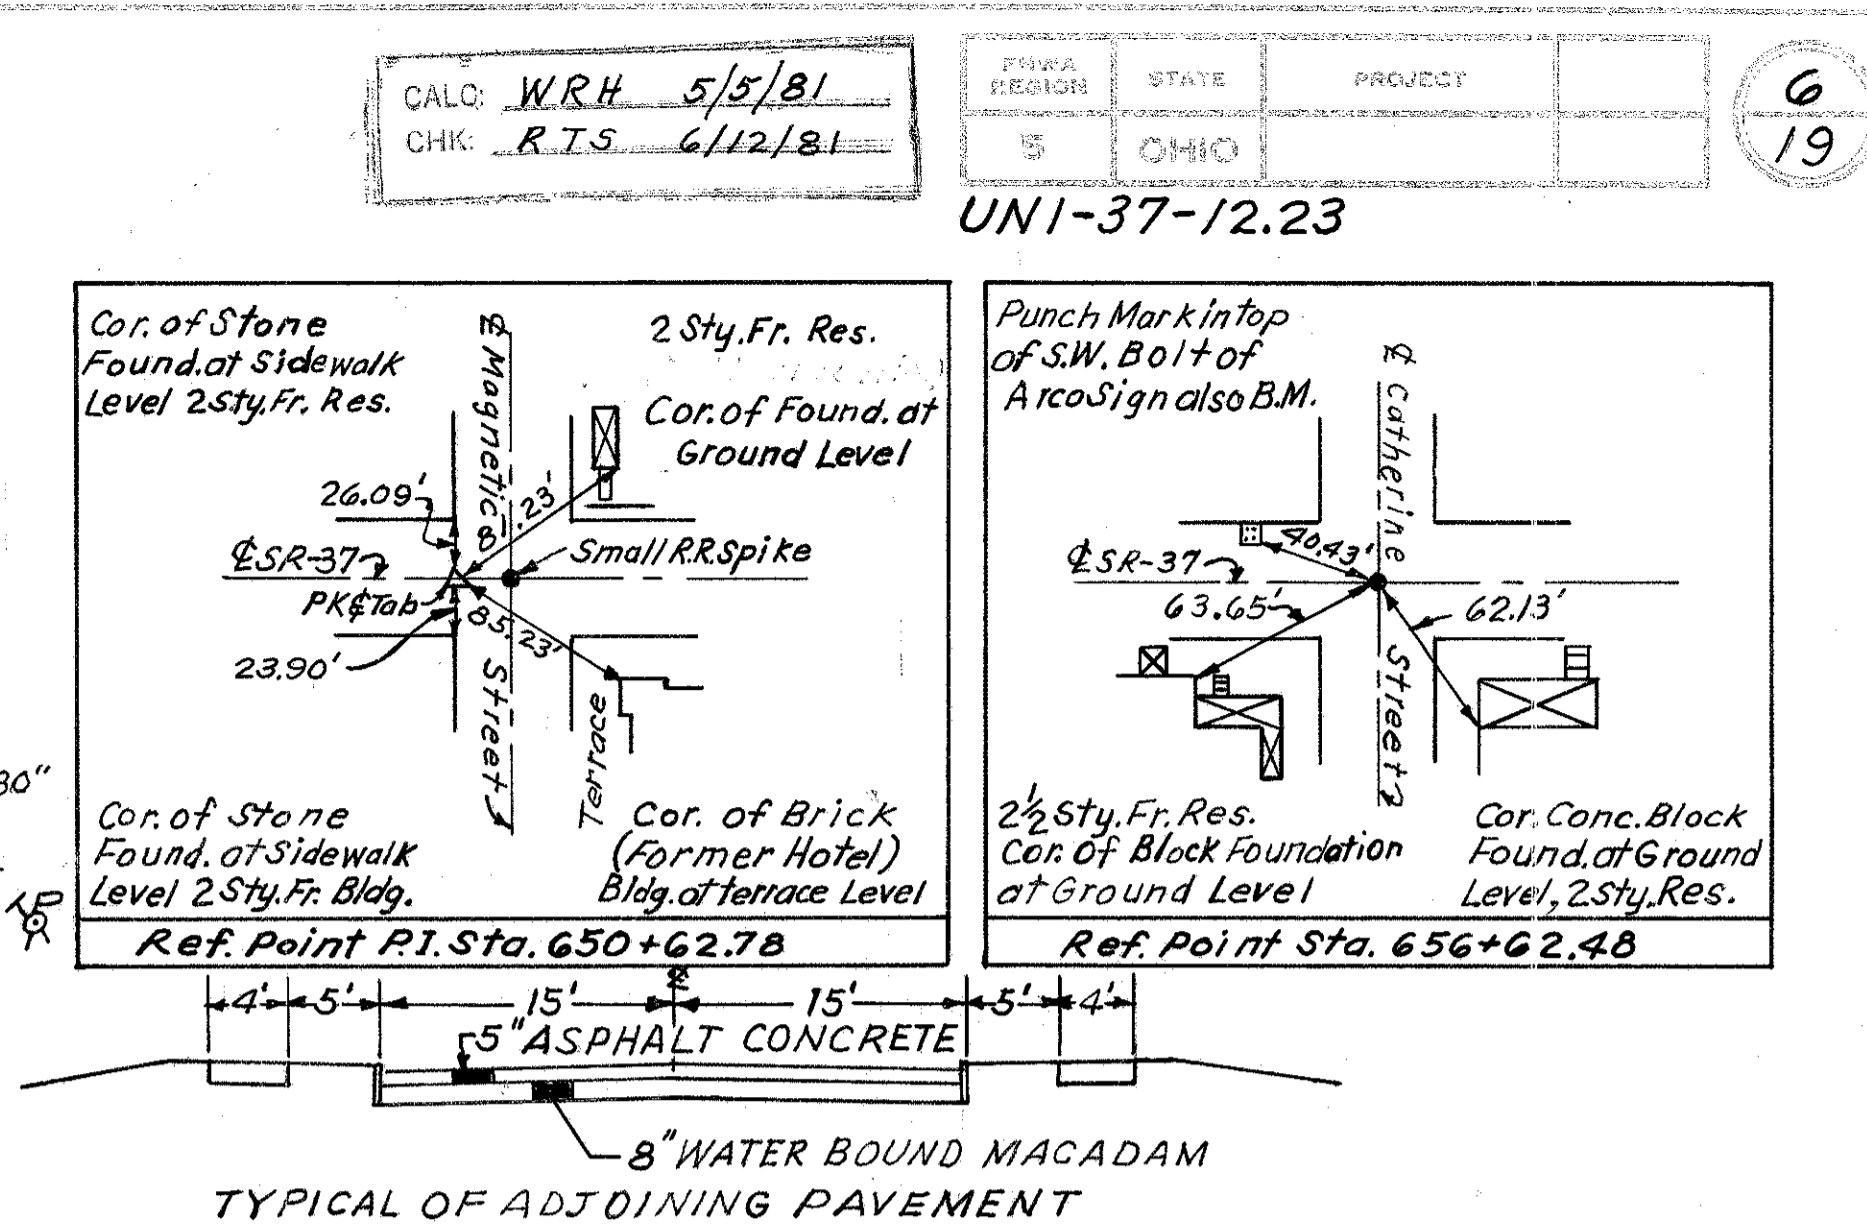 CALC: WRH 5/5/81
CHK: RTS 6/12/81
FHWA REGION
STATE
PROJECT
5
OHIO
6
19
UNI-37-12.23
Cor. of Stone
Found. at Sidewalk
Level 2 Sty. Fr. Res.
℄ Magnetic Street
2 Sty. Fr. Res.
Cor. of Found. at
Ground Level
26.09'
.23'
℄ SR-37
Small R.R. Spike
PK & Tab
85.23'
23.90'
Terrace
Cor. of Stone
Found. at Sidewalk
Level 2 Sty. Fr. Bldg.
Cor. of Brick
(Former Hotel)
Bldg. at terrace Level
Ref. Point P.I. Sta. 650+62.78
Punch Mark in top
of S.W. Bolt of
Arco Sign also B.M.
℄ Catherine Street
40.43'
℄ SR-37
63.65'
62.13'
2½ Sty. Fr. Res.
Cor. of Block Foundation
at Ground Level
Cor. Conc. Block
Found. at Ground
Level, 2 Sty. Res.
Ref. Point Sta. 656+62.48
30"
℄
4' 5' 15' 15' 5' 4'
5" ASPHALT CONCRETE
8" WATER BOUND MACADAM
TYPICAL OF ADJOINING PAVEMENT